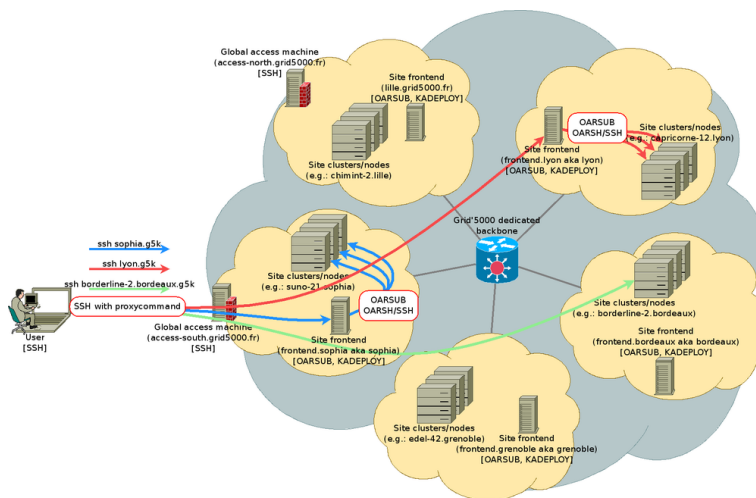 Global access machine
(access-north.grid5000.fr)
[SSH]
Site frontend
(lille.grid5000.fr)
[OARSUB, KADEPLOY]
Site clusters/nodes
(e.g.: chimint-2.lille)
OARSUB
OARSH/SSH
Site clusters/nodes
(e.g.: capricorne-12.lyon)
Site frontend
(frontend.lyon aka lyon)
[OARSUB, KADEPLOY]
Grid'5000 dedicated
backbone
ssh sophia.g5k
ssh lyon.g5k
ssh borderline-2.bordeaux.g5k
SSH with proxycommand
User
[SSH]
Global access machine
(access-south.grid5000.fr)
[SSH]
Site clusters/nodes
(e.g.: suno-21.sophia)
OARSUB
OARSH/SSH
Site frontend
(frontend.sophia aka sophia)
[OARSUB, KADEPLOY]
Site clusters/nodes
(e.g.: borderline-2.bordeaux)
Site frontend
(frontend.bordeaux aka bordeaux)
[OARSUB, KADEPLOY]
Site clusters/nodes
(e.g.: edel-42.grenoble)
Site frontend
(frontend.grenoble aka grenoble)
[OARSUB, KADEPLOY]